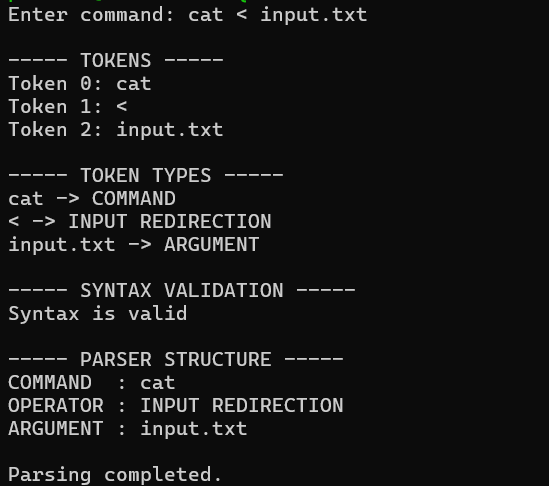 Enter command: cat < input.txt
----- TOKENS -----
Token 0: cat
Token 1: <
Token 2: input.txt
----- TOKEN TYPES -----
cat -> COMMAND
< -> INPUT REDIRECTION
input.txt -> ARGUMENT
----- SYNTAX VALIDATION -----
Syntax is valid
----- PARSER STRUCTURE -----
COMMAND  : cat
OPERATOR : INPUT REDIRECTION
ARGUMENT : input.txt
Parsing completed.